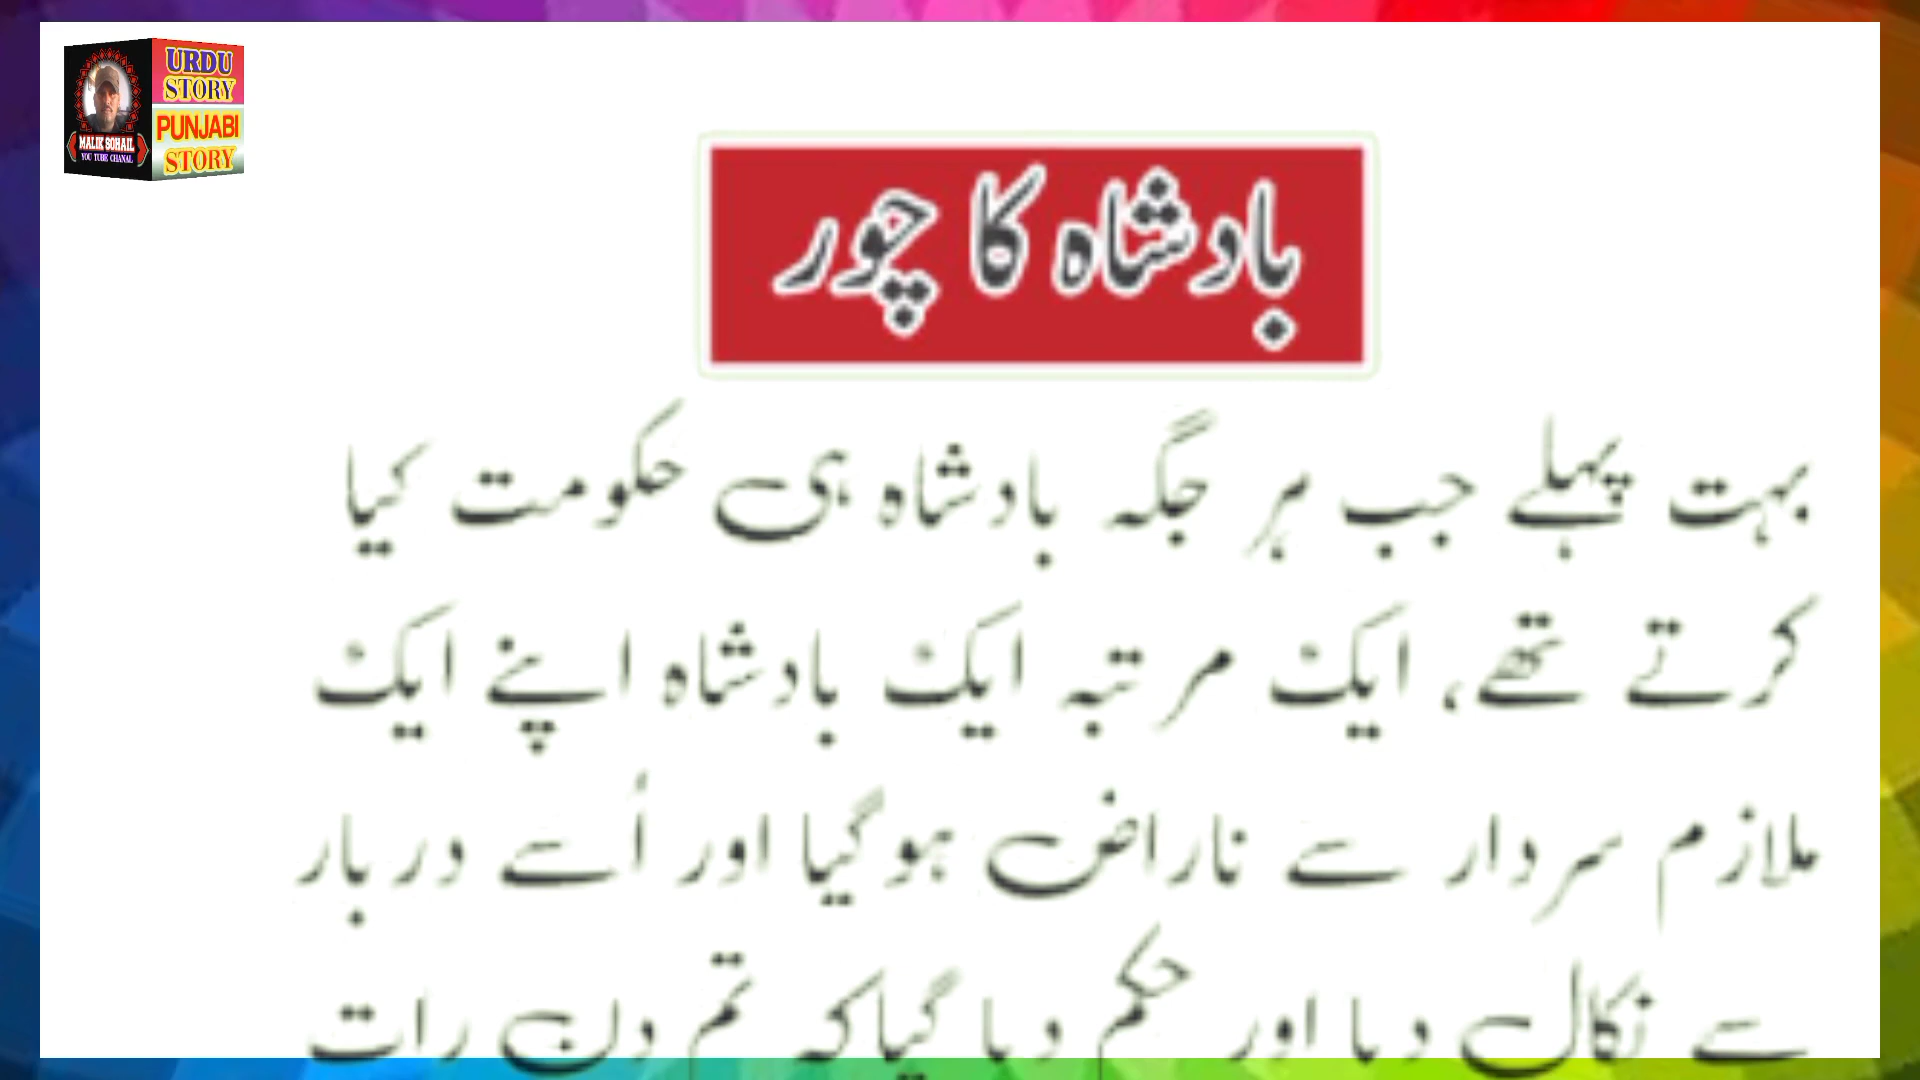 URDU
STORY
PUNJABI
STORY
MALIK SOHAIL
YOU TUBE CHANAL
بادشاہ کا چور
بہت پہلے جب ہر جگہ بادشاہ ہی حکومت کیا
کرتے تھے، ایک مرتبہ ایک بادشاہ اپنے ایک
ملازم سردار سے ناراض ہوگیا اور اُسے دربار
سے نکال دیا اور حکم دیا گیا کہ تم دن رات